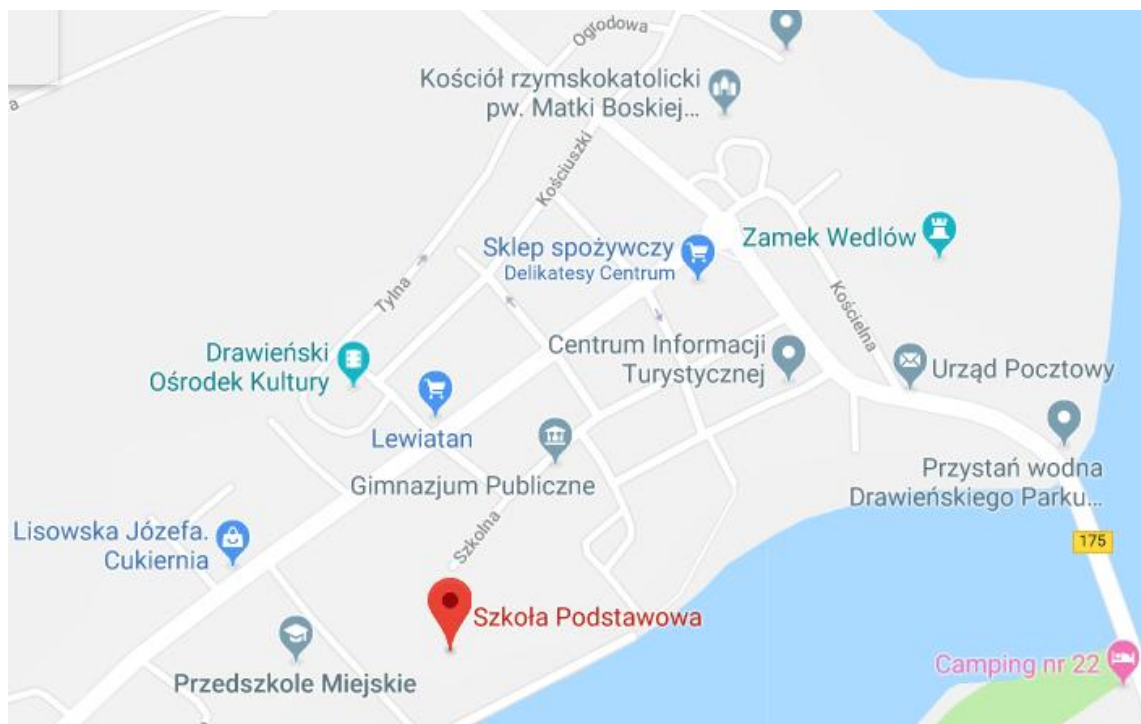 Ogrodowa
Kościół rzymskokatolicki
pw. Matki Boskiej...
a
Kościuszki
Sklep spożywczy
Delikatesy Centrum
Zamek Wedlów
Tylna
Kościelna
Drawieński
Ośrodek Kultury
Centrum Informacji
Turystycznej
Urząd Pocztowy
Lewiatan
Gimnazjum Publiczne
Przystań wodna
Drawieńskiego Parku...
Lisowska Józefa.
Cukiernia
Szkolna
175
Szkoła Podstawowa
Camping nr 22
Przedszkole Miejskie